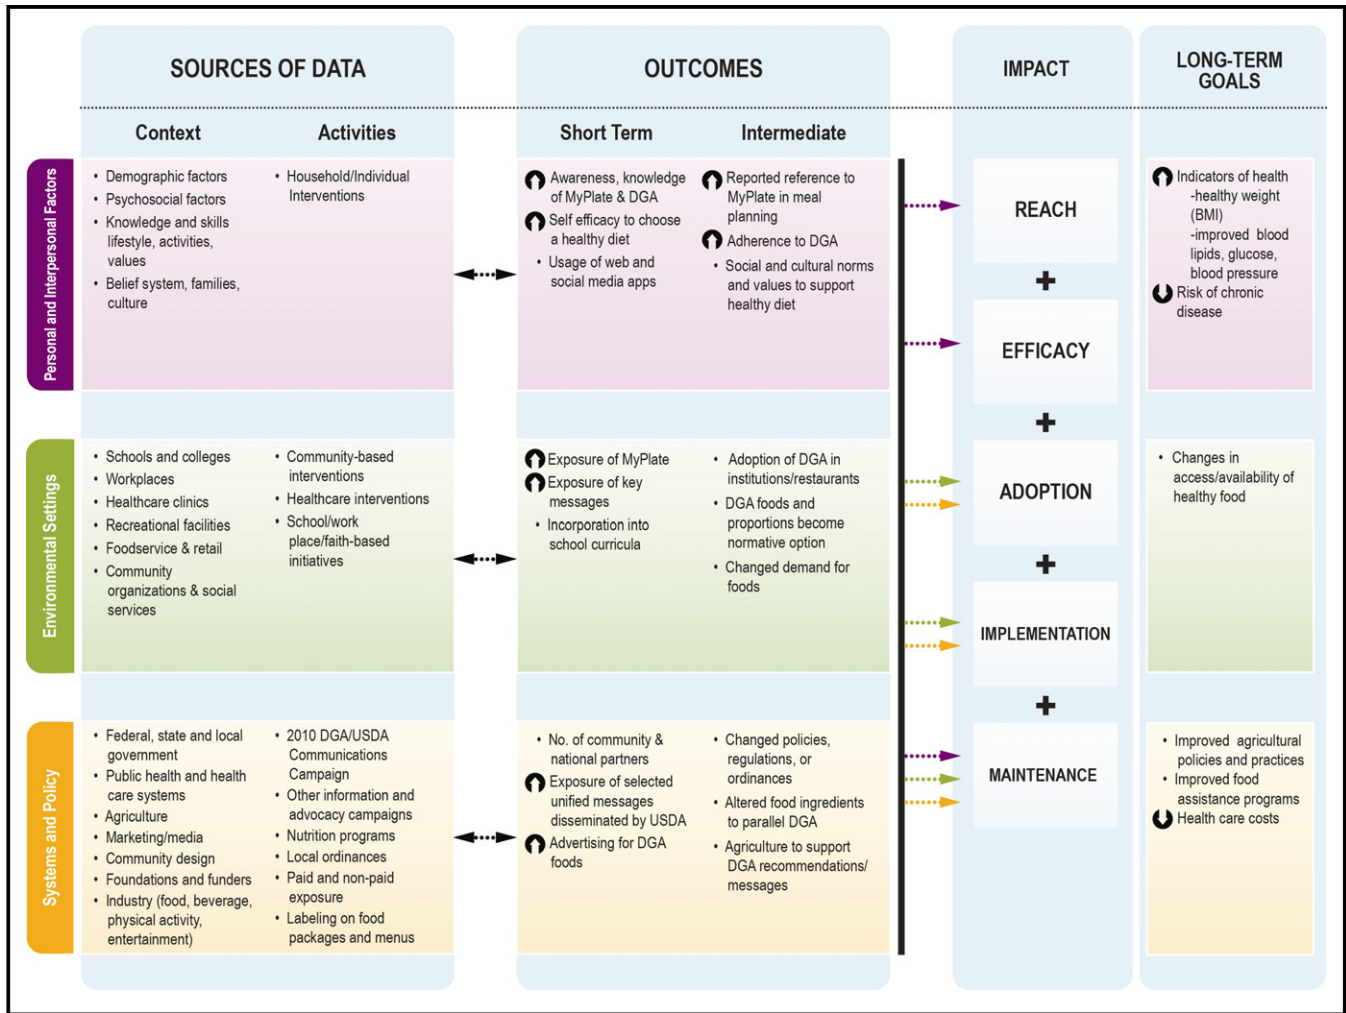 SOURCES OF DATA
OUTCOMES
IMPACT
LONG-TERM
GOALS
Context
Activities
Short Term
Intermediate
Personal and Interpersonal Factors
• Demographic factors
• Psychosocial factors
• Knowledge and skills
lifestyle, activities,
values
• Belief system, families,
culture
• Household/Individual
Interventions
Awareness, knowledge
of MyPlate & DGA
Self efficacy to choose
a healthy diet
• Usage of web and
social media apps
Reported reference to
MyPlate in meal
planning
Adherence to DGA
• Social and cultural norms
and values to support
healthy diet
REACH
+
EFFICACY
+
Indicators of health
-healthy weight
(BMI)
-improved blood
lipids, glucose,
blood pressure
Risk of chronic
disease
Environmental Settings
• Schools and colleges
• Workplaces
• Healthcare clinics
• Recreational facilities
• Foodservice & retail
• Community
organizations & social
services
• Community-based
interventions
• Healthcare interventions
• School/work
place/faith-based
initiatives
Exposure of MyPlate
Exposure of key
messages
• Incorporation into
school curricula
• Adoption of DGA in
institutions/restaurants
• DGA foods and
proportions become
normative option
• Changed demand for
foods
ADOPTION
+
IMPLEMENTATION
+
• Changes in
access/availability of
healthy food
Systems and Policy
• Federal, state and local
government
• Public health and health
care systems
• Agriculture
• Marketing/media
• Community design
• Foundations and funders
• Industry (food, beverage,
physical activity,
entertainment)
• 2010 DGA/USDA
Communications
Campaign
• Other information and
advocacy campaigns
• Nutrition programs
• Local ordinances
• Paid and non-paid
exposure
• Labeling on food
packages and menus
• No. of community &
national partners
Exposure of selected
unified messages
disseminated by USDA
Advertising for DGA
foods
• Changed policies,
regulations, or
ordinances
• Altered food ingredients
to parallel DGA
• Agriculture to support
DGA recommendations/
messages
MAINTENANCE
• Improved agricultural
policies and practices
• Improved food
assistance programs
Health care costs